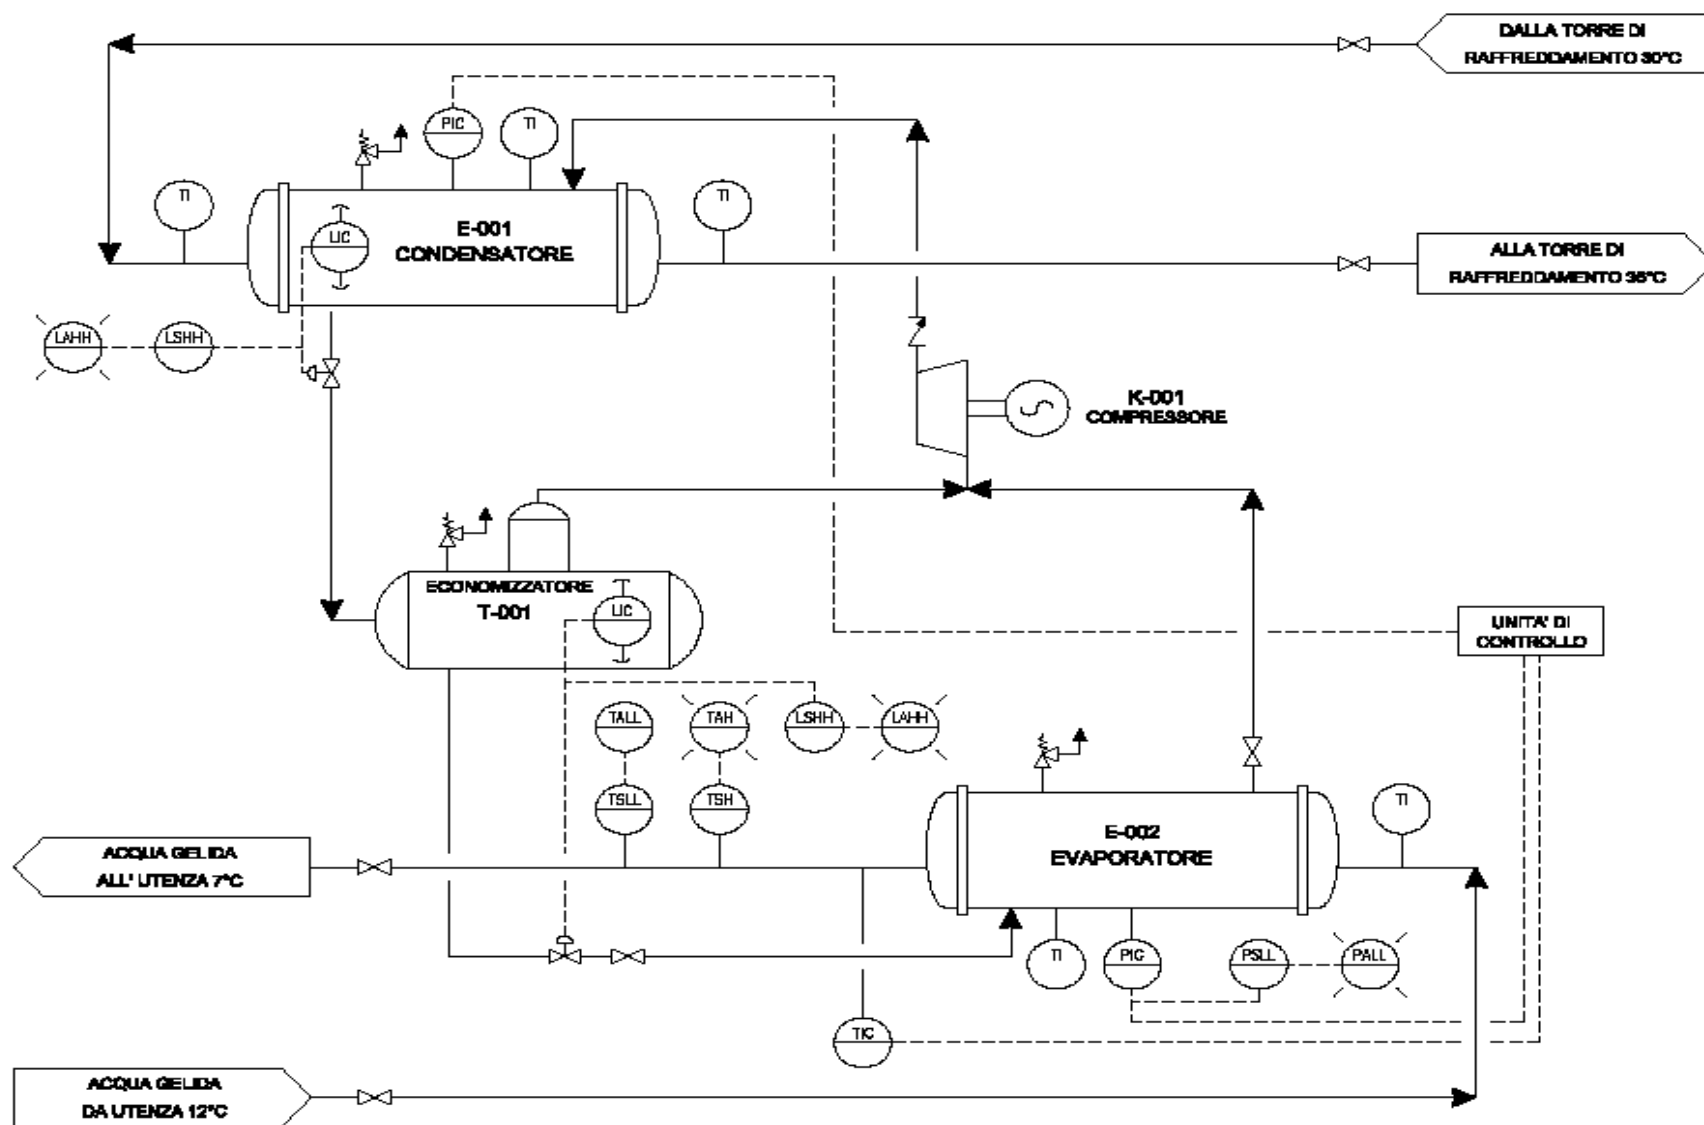 DALLA TORRE DI
RAFFREDDAMENTO 30°C
PIC
TI
TI
TI
LIC
E-001
CONDENSATORE
ALLA TORRE DI
RAFFREDDAMENTO 35°C
LAHH
LSHH
K-001
COMPRESSORE
ECONOMIZZATORE
T-001
LIC
UNITA' DI
CONTROLLO
TALL
TAH
LSHH
LAHH
TSLL
TSH
TI
E-002
EVAPORATORE
ACQUA GELIDA
ALL' UTENZA 7°C
TI
PIC
PSLL
PALL
TIC
ACQUA GELIDA
DA UTENZA 12°C